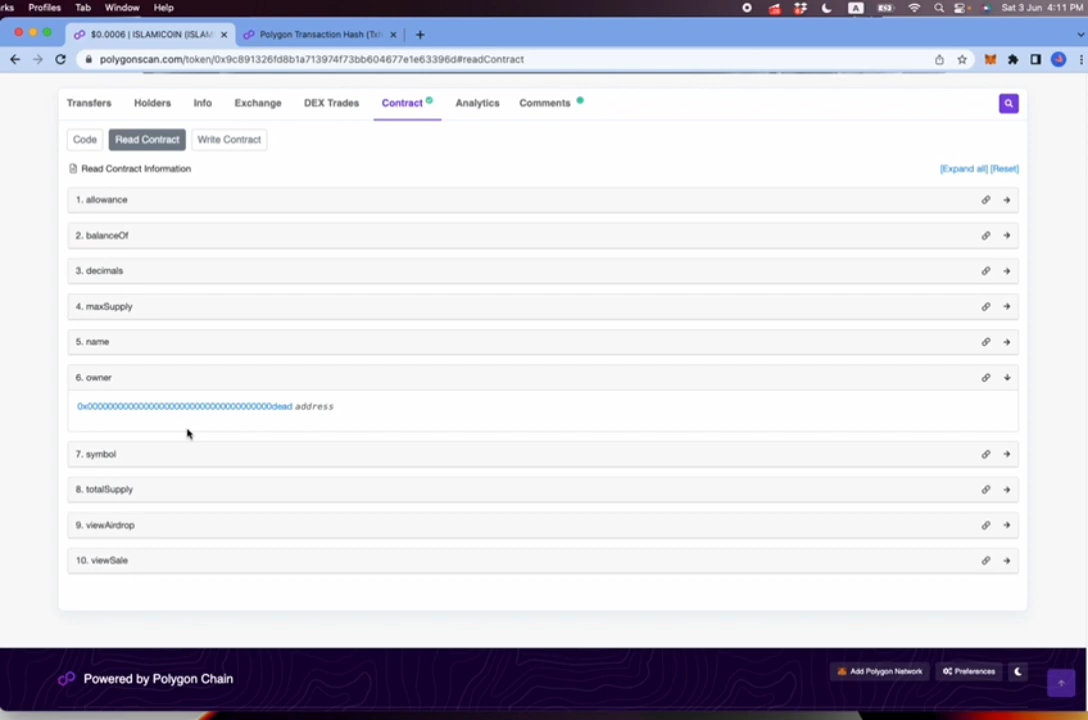 rks Profiles Tab Window Help A Sat 3 Jun 4:11 PM
$0.0006 | ISLAMICOIN (ISLAM Polygon Transaction Hash (Txh
polygonscan.com/token/0x9c891326fd8b1a713974f73bb604677e1e63396d#readContract
Transfers Holders Info Exchange DEX Trades Contract Analytics Comments
Code Read Contract Write Contract
Read Contract Information [Expand all] [Reset]
1. allowance
2. balanceOf
3. decimals
4. maxSupply
5. name
6. owner
0x000000000000000000000000000000000000dead address
7. symbol
8. totalSupply
9. viewAirdrop
10. viewSale
Powered by Polygon Chain Add Polygon Network Preferences